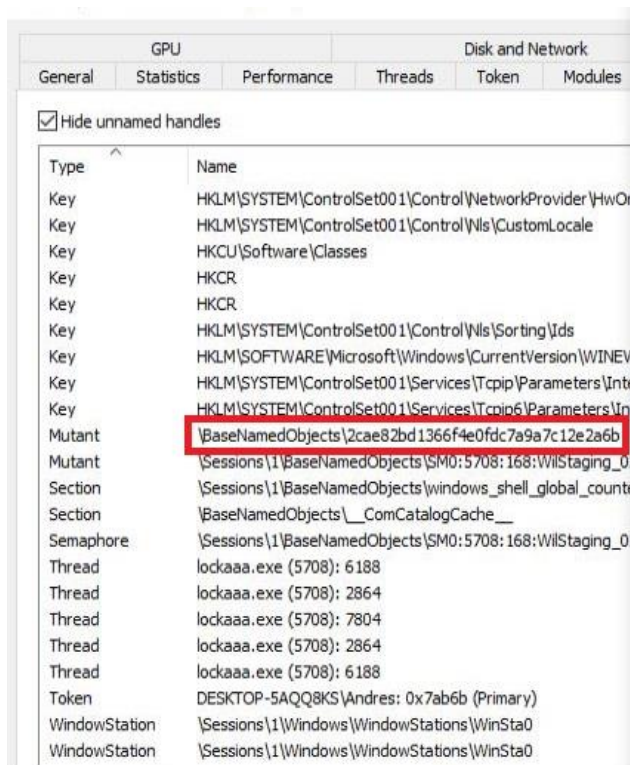 GPU Disk and Network
General Statistics Performance Threads Token Modules
Hide unnamed handles
Type Name
Key HKLM\SYSTEM\ControlSet001\Control\NetworkProvider\HwOr
Key HKLM\SYSTEM\ControlSet001\Control\Nls\CustomLocale
Key HKCU\Software\Classes
Key HKCR
Key HKCR
Key HKLM\SYSTEM\ControlSet001\Control\Nls\Sorting\Ids
Key HKLM\SOFTWARE\Microsoft\Windows\CurrentVersion\WINEV
Key HKLM\SYSTEM\ControlSet001\Services\Tcpip\Parameters\Inte
Key HKLM\SYSTEM\ControlSet001\Services\Tcpip6\Parameters\In
Mutant \BaseNamedObjects\2cae82bd1366f4e0fdc7a9a7c12e2a6b
Mutant \Sessions\1\BaseNamedObjects\SM0:5708:168:WilStaging_0
Section \Sessions\1\BaseNamedObjects\windows_shell_global_counte
Section \BaseNamedObjects\__ComCatalogCache__
Semaphore \Sessions\1\BaseNamedObjects\SM0:5708:168:WilStaging_0
Thread lockaaa.exe (5708): 6188
Thread lockaaa.exe (5708): 2864
Thread lockaaa.exe (5708): 7804
Thread lockaaa.exe (5708): 2864
Thread lockaaa.exe (5708): 6188
Token DESKTOP-5AQQ8KS\Andres: 0x7ab6b (Primary)
WindowStation \Sessions\1\Windows\WindowStations\WinSta0
WindowStation \Sessions\1\Windows\WindowStations\WinSta0